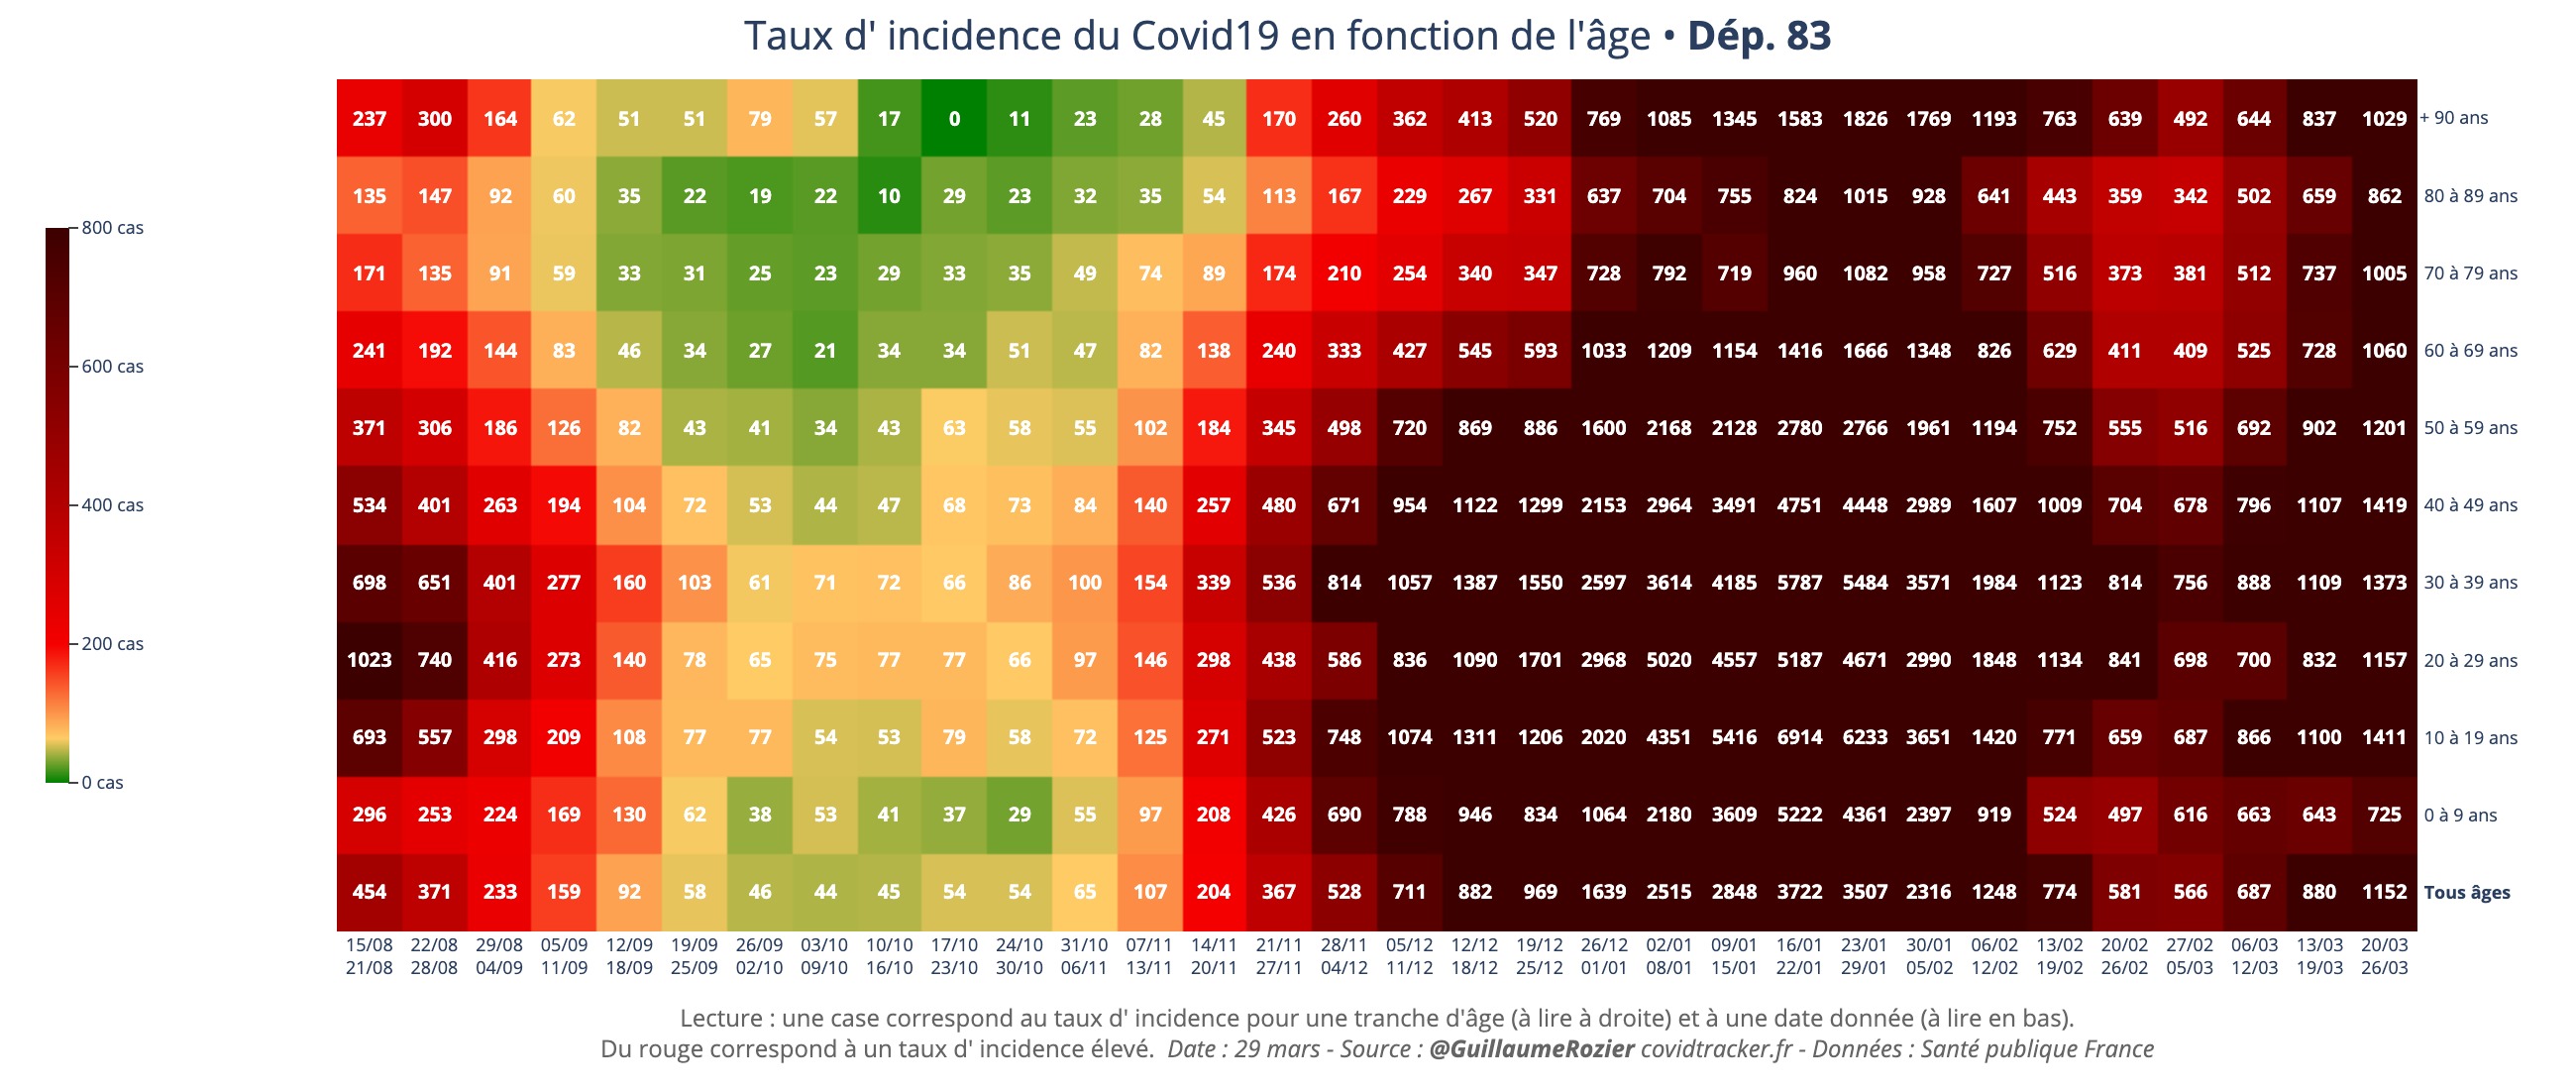 Taux d' incidence du Covid19 en fonction de l'âge • Dép. 83
237 300 164 62 51 51 79 57 17 0 11 23 28 45 170 260 362 413 520 769 1085 1345 1583 1826 1769 1193 763 639 492 644 837 1029 + 90 ans
135 147 92 60 35 22 19 22 10 29 23 32 35 54 113 167 229 267 331 637 704 755 824 1015 928 641 443 359 342 502 659 862 80 à 89 ans
171 135 91 59 33 31 25 23 29 33 35 49 74 89 174 210 254 340 347 728 792 719 960 1082 958 727 516 373 381 512 737 1005 70 à 79 ans
241 192 144 83 46 34 27 21 34 34 51 47 82 138 240 333 427 545 593 1033 1209 1154 1416 1666 1348 826 629 411 409 525 728 1060 60 à 69 ans
371 306 186 126 82 43 41 34 43 63 58 55 102 184 345 498 720 869 886 1600 2168 2128 2780 2766 1961 1194 752 555 516 692 902 1201 50 à 59 ans
534 401 263 194 104 72 53 44 47 68 73 84 140 257 480 671 954 1122 1299 2153 2964 3491 4751 4448 2989 1607 1009 704 678 796 1107 1419 40 à 49 ans
698 651 401 277 160 103 61 71 72 66 86 100 154 339 536 814 1057 1387 1550 2597 3614 4185 5787 5484 3571 1984 1123 814 756 888 1109 1373 30 à 39 ans
1023 740 416 273 140 78 65 75 77 77 66 97 146 298 438 586 836 1090 1701 2968 5020 4557 5187 4671 2990 1848 1134 841 698 700 832 1157 20 à 29 ans
693 557 298 209 108 77 77 54 53 79 58 72 125 271 523 748 1074 1311 1206 2020 4351 5416 6914 6233 3651 1420 771 659 687 866 1100 1411 10 à 19 ans
296 253 224 169 130 62 38 53 41 37 29 55 97 208 426 690 788 946 834 1064 2180 3609 5222 4361 2397 919 524 497 616 663 643 725 0 à 9 ans
454 371 233 159 92 58 46 44 45 54 54 65 107 204 367 528 711 882 969 1639 2515 2848 3722 3507 2316 1248 774 581 566 687 880 1152 Tous âges
15/08 22/08 29/08 05/09 12/09 19/09 26/09 03/10 10/10 17/10 24/10 31/10 07/11 14/11 21/11 28/11 05/12 12/12 19/12 26/12 02/01 09/01 16/01 23/01 30/01 06/02 13/02 20/02 27/02 06/03 13/03 20/03
21/08 28/08 04/09 11/09 18/09 25/09 02/10 09/10 16/10 23/10 30/10 06/11 13/11 20/11 27/11 04/12 11/12 18/12 25/12 01/01 08/01 15/01 22/01 29/01 05/02 12/02 19/02 26/02 05/03 12/03 19/03 26/03
800 cas
600 cas
400 cas
200 cas
0 cas
Lecture : une case correspond au taux d' incidence pour une tranche d'âge (à lire à droite) et à une date donnée (à lire en bas).
Du rouge correspond à un taux d' incidence élevé. Date : 29 mars - Source : @GuillaumeRozier covidtracker.fr - Données : Santé publique France